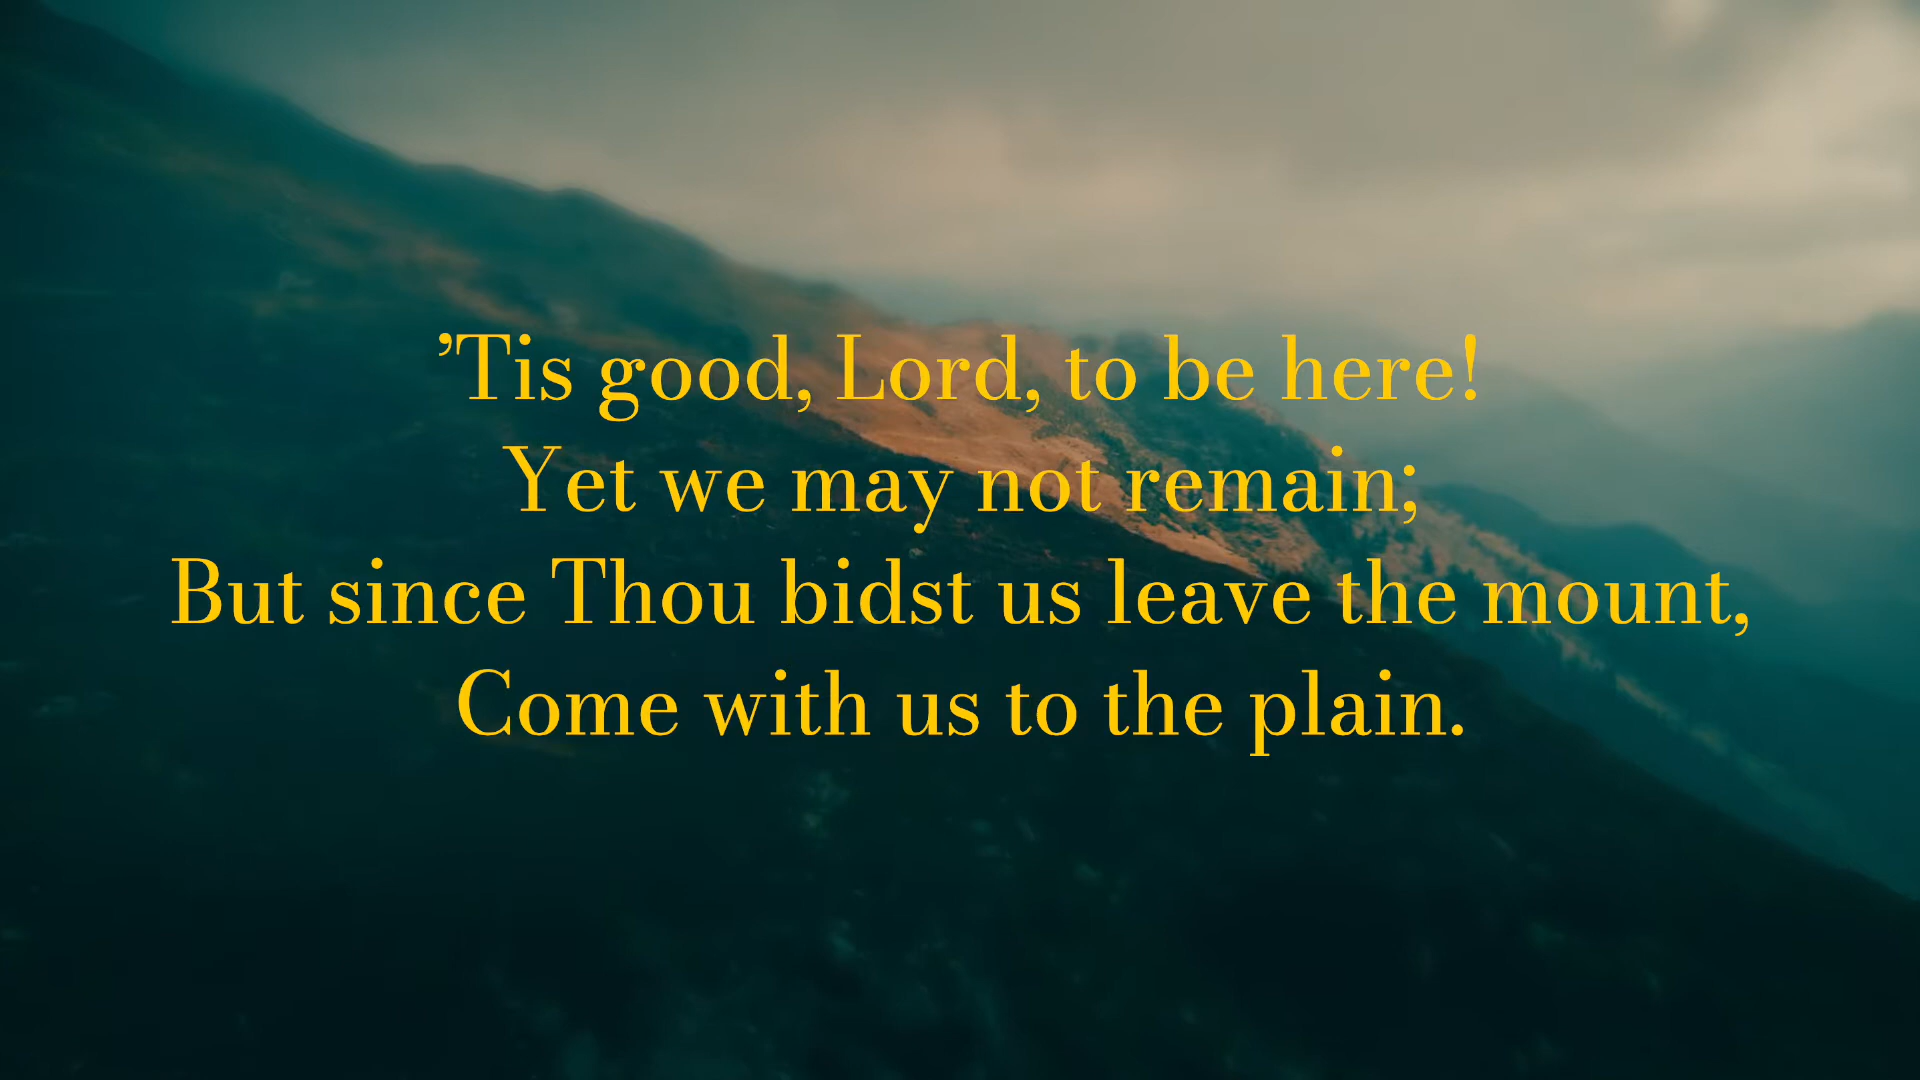 ’Tis good, Lord, to be here!
Yet we may not remain;
But since Thou bidst us leave the mount,
Come with us to the plain.